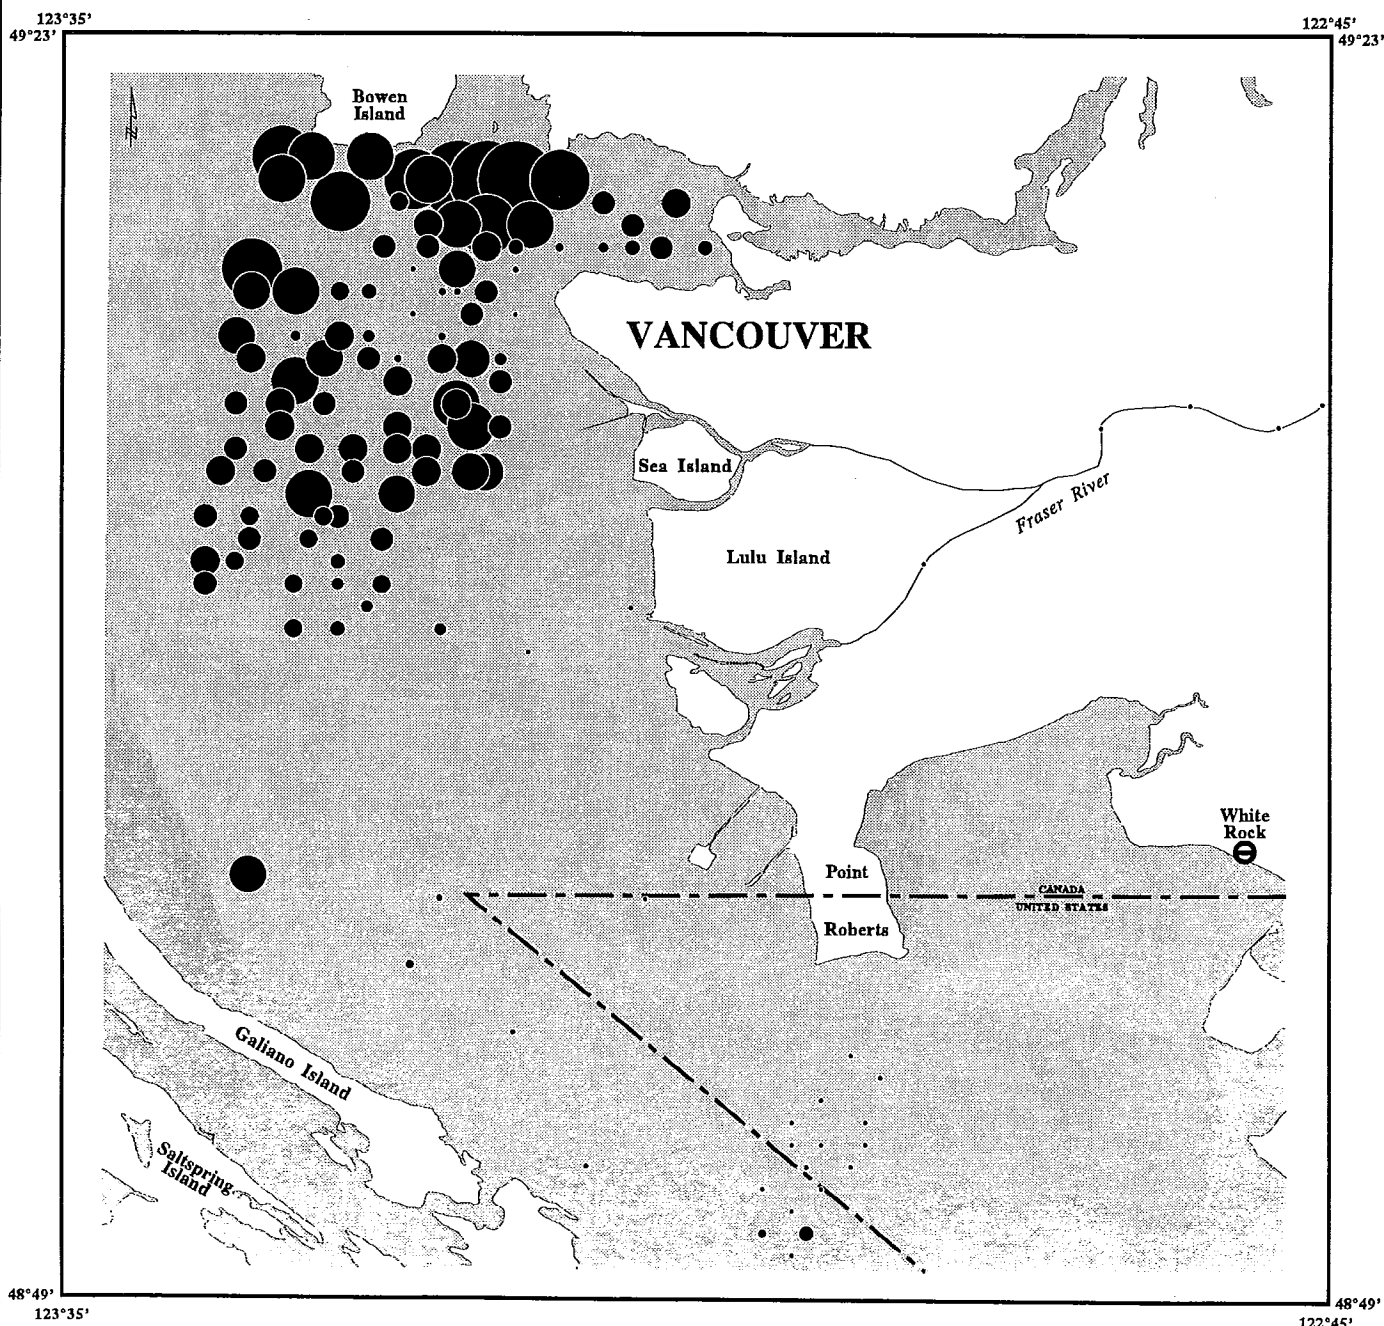 123°35'
122°45'
49°23'
49°23'
Bowen
Island
VANCOUVER
Sea Island
Fraser River
Lulu Island
White
Rock
Point
CANADA
UNITED STATES
Roberts
Galiano Island
Saltspring
Island
48°49'
48°49'
123°35'
122°45'